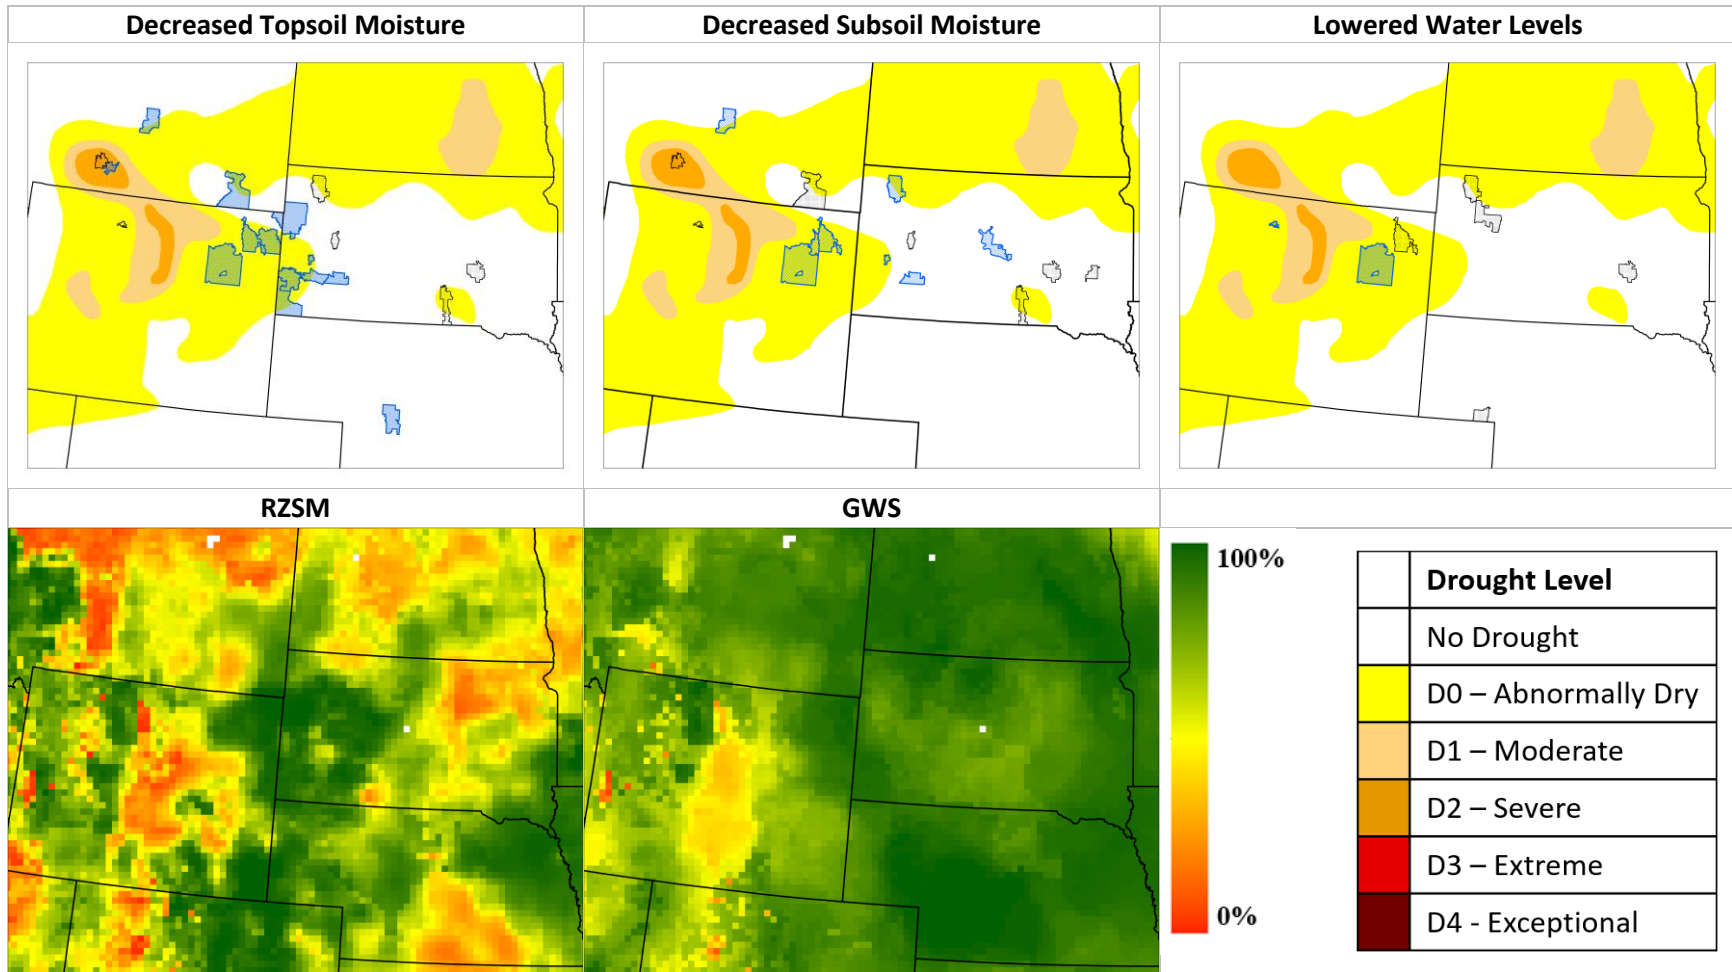 Decreased Topsoil Moisture
Decreased Subsoil Moisture
Lowered Water Levels
RZSM
GWS
100%
0%
Drought Level
No Drought
D0 – Abnormally Dry
D1 – Moderate
D2 – Severe
D3 – Extreme
D4 - Exceptional